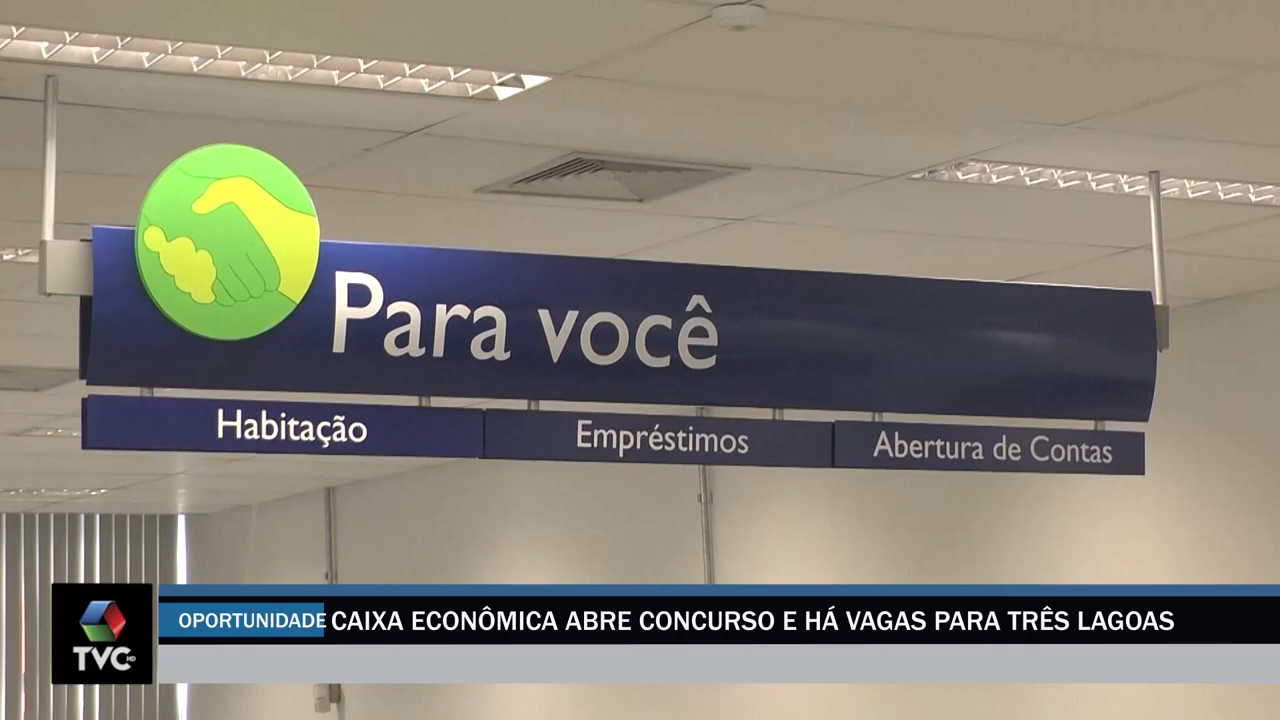 Para você
Habitação
Empréstimos
Abertura de Contas
OPORTUNIDADE CAIXA ECONÔMICA ABRE CONCURSO E HÁ VAGAS PARA TRÊS LAGOAS
TVC HD